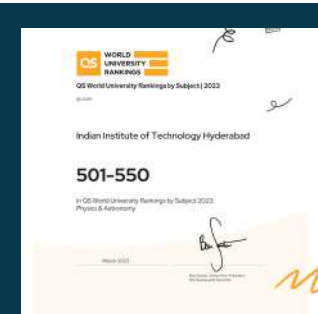 QS
WORLD
UNIVERSITY
RANKINGS
QS World University Rankings by Subject | 2023
Indian Institute of Technology Hyderabad
501-550
in QS World University Rankings by Subject 2023
Physics & Astronomy
March 2023